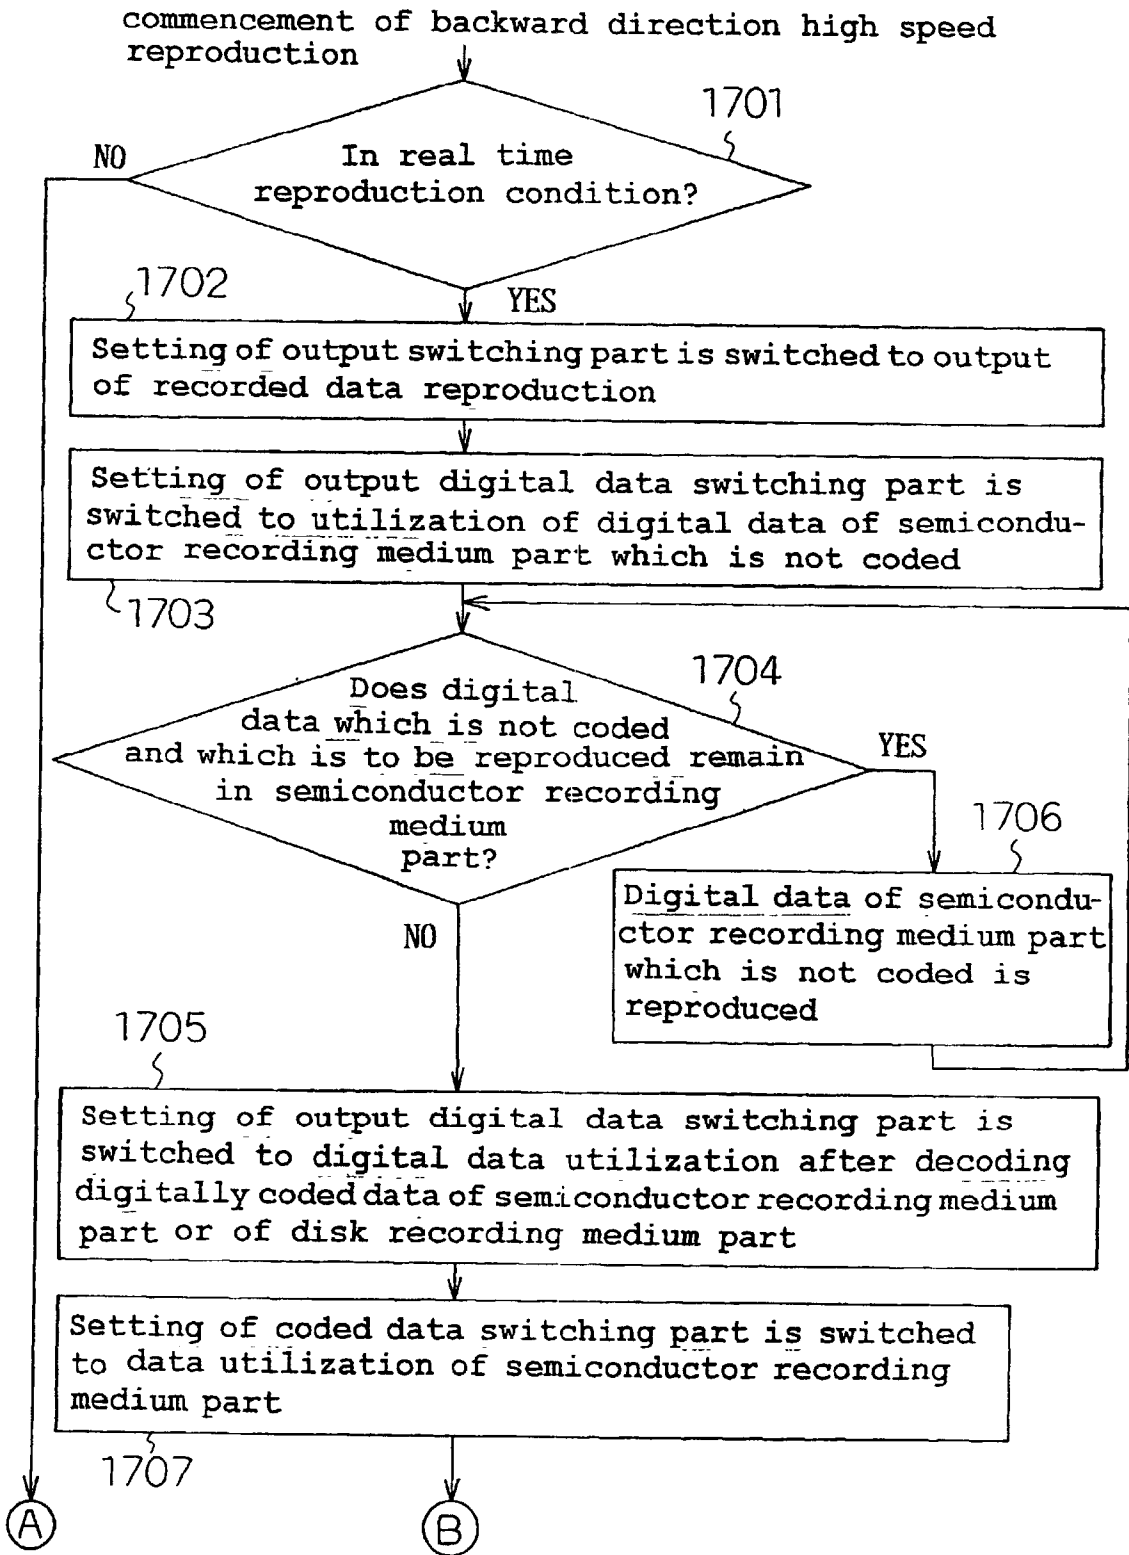 commencement of backward direction high speed
reproduction
1701
NO
In real time
reproduction condition?
1702
YES
Setting of output switching part is switched to output
of recorded data reproduction
Setting of output digital data switching part is
switched to utilization of digital data of semicondu-
ctor recording medium part which is not coded
1703
1704
Does digital
data which is not coded
and which is to be reproduced remain
in semiconductor recording
medium
part?
YES
1706
NO
Digital data of semicondu-
ctor recording medium part
which is not coded is
reproduced
1705
Setting of output digital data switching part is
switched to digital data utilization after decoding
digitally coded data of semiconductor recording medium
part or of disk recording medium part
Setting of coded data switching part is switched
to data utilization of semiconductor recording
medium part
1707
A
B